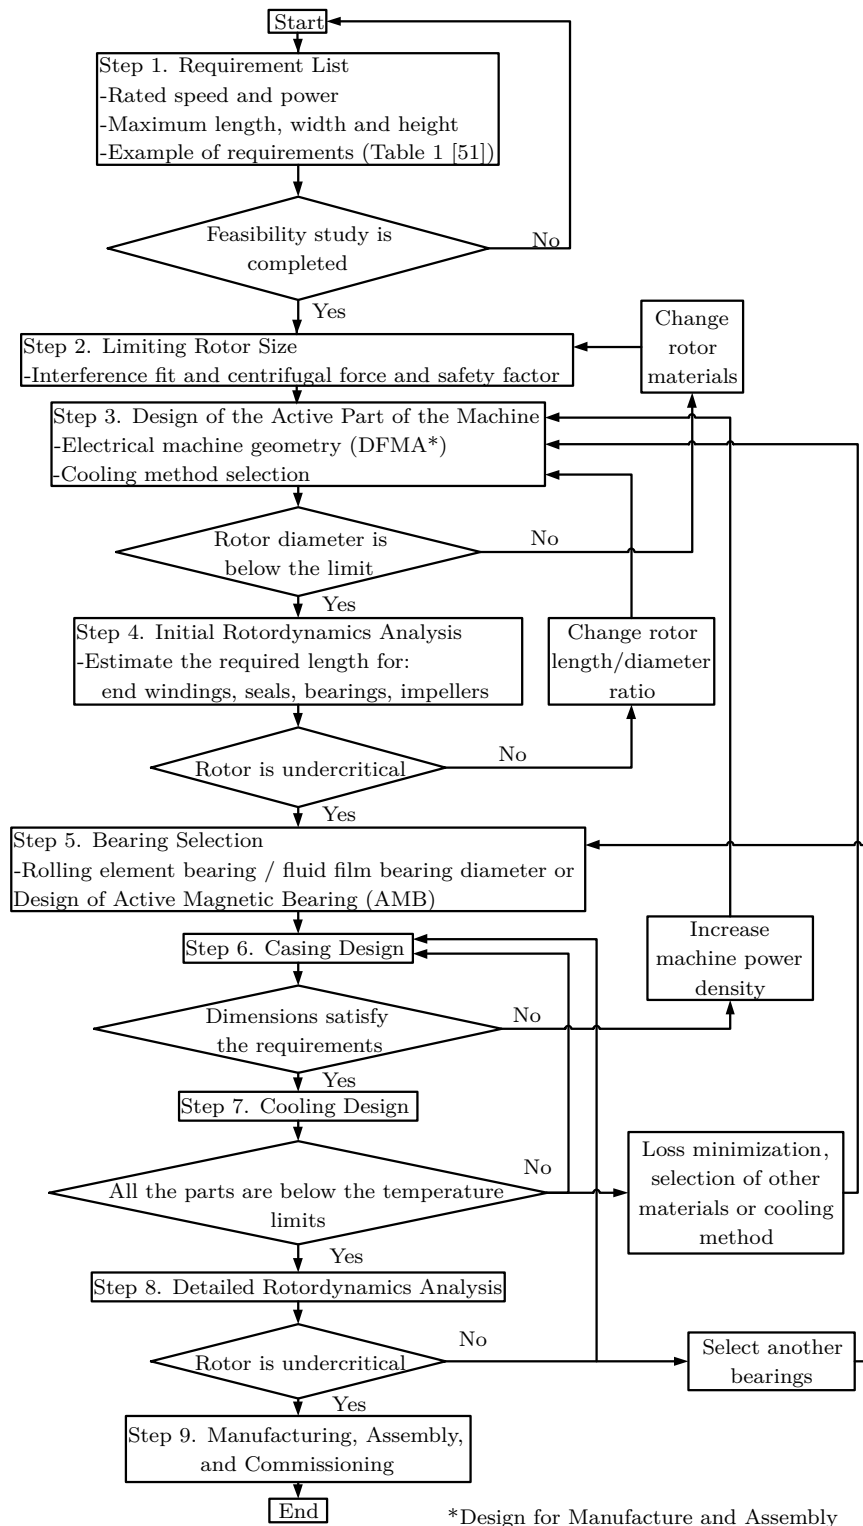 Start
Step 1. Requirement List
-Rated speed and power
-Maximum length, width and height
-Example of requirements (Table 1 [51])
Feasibility study is
completed
No
Yes
Change
rotor
materials
Step 2. Limiting Rotor Size
-Interference fit and centrifugal force and safety factor
Step 3. Design of the Active Part of the Machine
-Electrical machine geometry (DFMA*)
-Cooling method selection
Rotor diameter is
below the limit
No
Yes
Step 4. Initial Rotordynamics Analysis
-Estimate the required length for:
end windings, seals, bearings, impellers
Change rotor
length/diameter
ratio
Rotor is undercritical
No
Yes
Step 5. Bearing Selection
-Rolling element bearing / fluid film bearing diameter or
Design of Active Magnetic Bearing (AMB)
Step 6. Casing Design
Increase
machine power
density
Dimensions satisfy
the requirements
No
Yes
Step 7. Cooling Design
All the parts are below the temperature
limits
No
Yes
Loss minimization,
selection of other
materials or cooling
method
Step 8. Detailed Rotordynamics Analysis
Rotor is undercritical
No
Yes
Select another
bearings
Step 9. Manufacturing, Assembly,
and Commissioning
End
*Design for Manufacture and Assembly